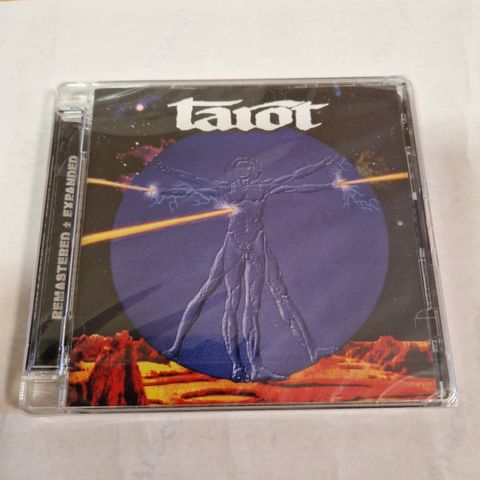 taroT
REMASTERED + EXPANDED